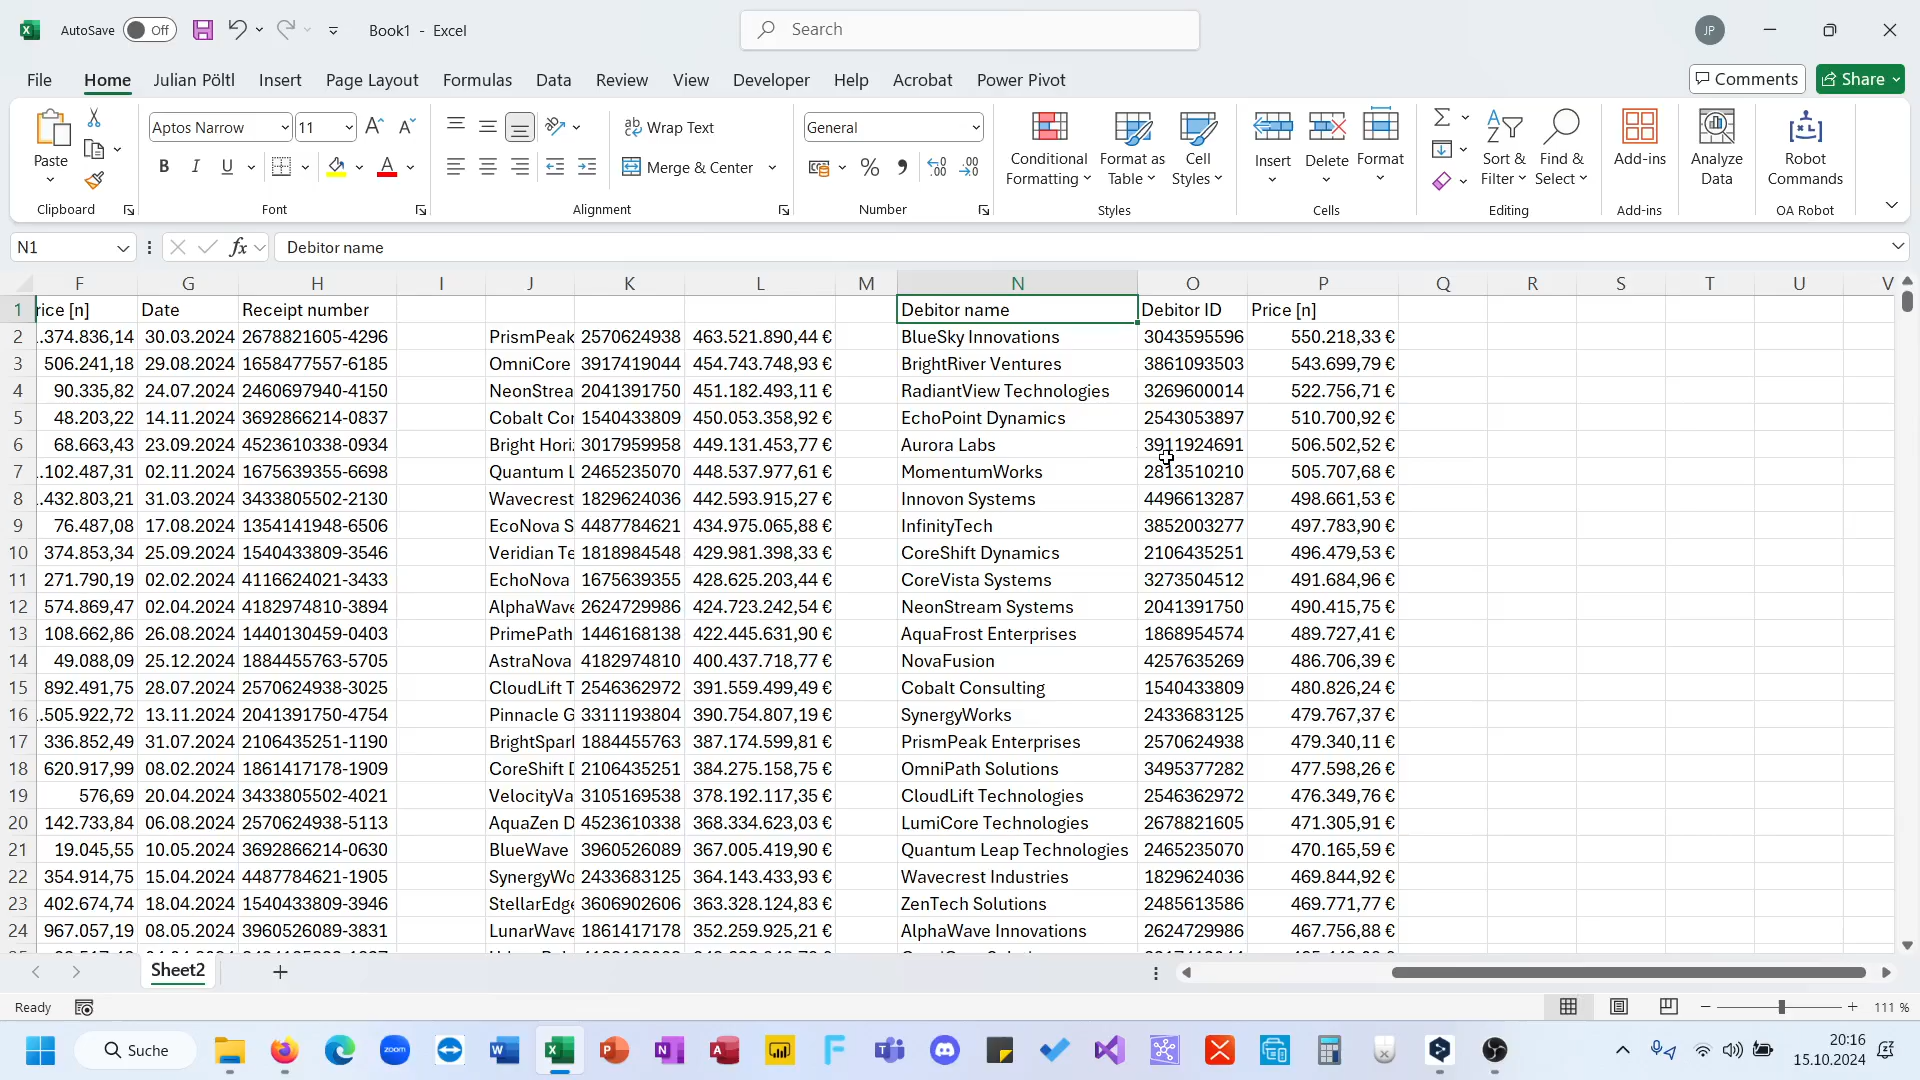 AutoSave Off Book1 - Excel Search JP
File Home Julian Pöltl Insert Page Layout Formulas Data Review View Developer Help Acrobat Power Pivot Comments Share
Paste Aptos Narrow 11 Wrap Text General Conditional Formatting Format as Table Cell Styles Insert Delete Format Sort & Filter Find & Select Add-ins Analyze Data Robot Commands
B I U Merge & Center
Clipboard Font Alignment Number Styles Cells Editing Add-ins OA Robot
N1 fx Debitor name
F G H I J K L M N O P Q R S T U V
1 rice [n] Date Receipt number Debitor name Debitor ID Price [n]
2 .374.836,14 30.03.2024 2678821605-4296 PrismPeak 2570624938 463.521.890,44 € BlueSky Innovations 3043595596 550.218,33 €
3 506.241,18 29.08.2024 1658477557-6185 OmniCore 3917419044 454.743.748,93 € BrightRiver Ventures 3861093503 543.699,79 €
4 90.335,82 24.07.2024 2460697940-4150 NeonStrea 2041391750 451.182.493,11 € RadiantView Technologies 3269600014 522.756,71 €
5 48.203,22 14.11.2024 3692866214-0837 Cobalt Cor 1540433809 450.053.358,92 € EchoPoint Dynamics 2543053897 510.700,92 €
6 68.663,43 23.09.2024 4523610338-0934 Bright Hori 3017959958 449.131.453,77 € Aurora Labs 3911924691 506.502,52 €
7 .102.487,31 02.11.2024 1675639355-6698 Quantum L 2465235070 448.537.977,61 € MomentumWorks 2813510210 505.707,68 €
8 .432.803,21 31.03.2024 3433805502-2130 Wavecrest 1829624036 442.593.915,27 € Innovon Systems 4496613287 498.661,53 €
9 76.487,08 17.08.2024 1354141948-6506 EcoNova S 4487784621 434.975.065,88 € InfinityTech 3852003277 497.783,90 €
10 374.853,34 25.09.2024 1540433809-3546 Veridian Te 1818984548 429.981.398,33 € CoreShift Dynamics 2106435251 496.479,53 €
11 271.790,19 02.02.2024 4116624021-3433 EchoNova 1675639355 428.625.203,44 € CoreVista Systems 3273504512 491.684,96 €
12 574.869,47 02.04.2024 4182974810-3894 AlphaWave 2624729986 424.723.242,54 € NeonStream Systems 2041391750 490.415,75 €
13 108.662,86 26.08.2024 1440130459-0403 PrimePath 1446168138 422.445.631,90 € AquaFrost Enterprises 1868954574 489.727,41 €
14 49.088,09 25.12.2024 1884455763-5705 AstraNova 4182974810 400.437.718,77 € NovaFusion 4257635269 486.706,39 €
15 892.491,75 28.07.2024 2570624938-3025 CloudLift T 2546362972 391.559.499,49 € Cobalt Consulting 1540433809 480.826,24 €
16 .505.922,72 13.11.2024 2041391750-4754 Pinnacle G 3311193804 390.754.807,19 € SynergyWorks 2433683125 479.767,37 €
17 336.852,49 31.07.2024 2106435251-1190 BrightSparl 1884455763 387.174.599,81 € PrismPeak Enterprises 2570624938 479.340,11 €
18 620.917,99 08.02.2024 1861417178-1909 CoreShift D 2106435251 384.275.158,75 € OmniPath Solutions 3495377282 477.598,26 €
19 576,69 20.04.2024 3433805502-4021 VelocityVa 3105169538 378.192.117,35 € CloudLift Technologies 2546362972 476.349,76 €
20 142.733,84 06.08.2024 2570624938-5113 AquaZen D 4523610338 368.334.623,03 € LumiCore Technologies 2678821605 471.305,91 €
21 19.045,55 10.05.2024 3692866214-0630 BlueWave 3960526089 367.005.419,90 € Quantum Leap Technologies 2465235070 470.165,59 €
22 354.914,75 15.04.2024 4487784621-1905 SynergyWo 2433683125 364.143.433,93 € Wavecrest Industries 1829624036 469.844,92 €
23 402.674,74 18.04.2024 1540433809-3946 StellarEdge 3606902606 363.328.124,83 € ZenTech Solutions 2485613586 469.771,77 €
24 967.057,19 08.05.2024 3960526089-3831 LunarWave 1861417178 352.259.925,21 € AlphaWave Innovations 2624729986 467.756,88 €
Sheet2
Ready 111 %
Suche zoom 20:16
15.10.2024